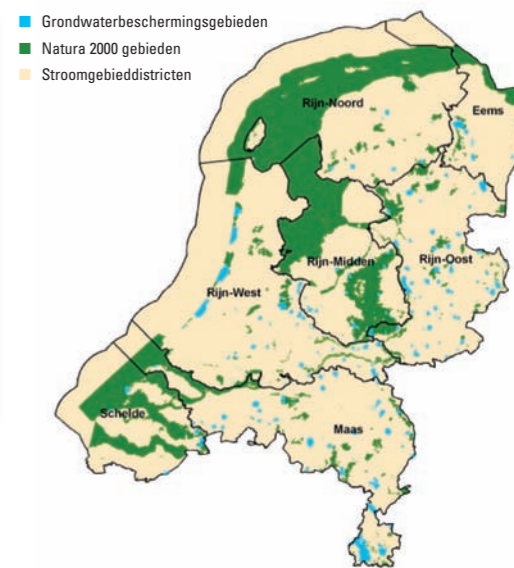 Grondwaterbeschermingsgebieden
Natura 2000 gebieden
Stroomgebieddistricten
Rijn-Noord
Eems
Rijn-Midden
Rijn-Oost
Rijn-West
Schelde
Maas